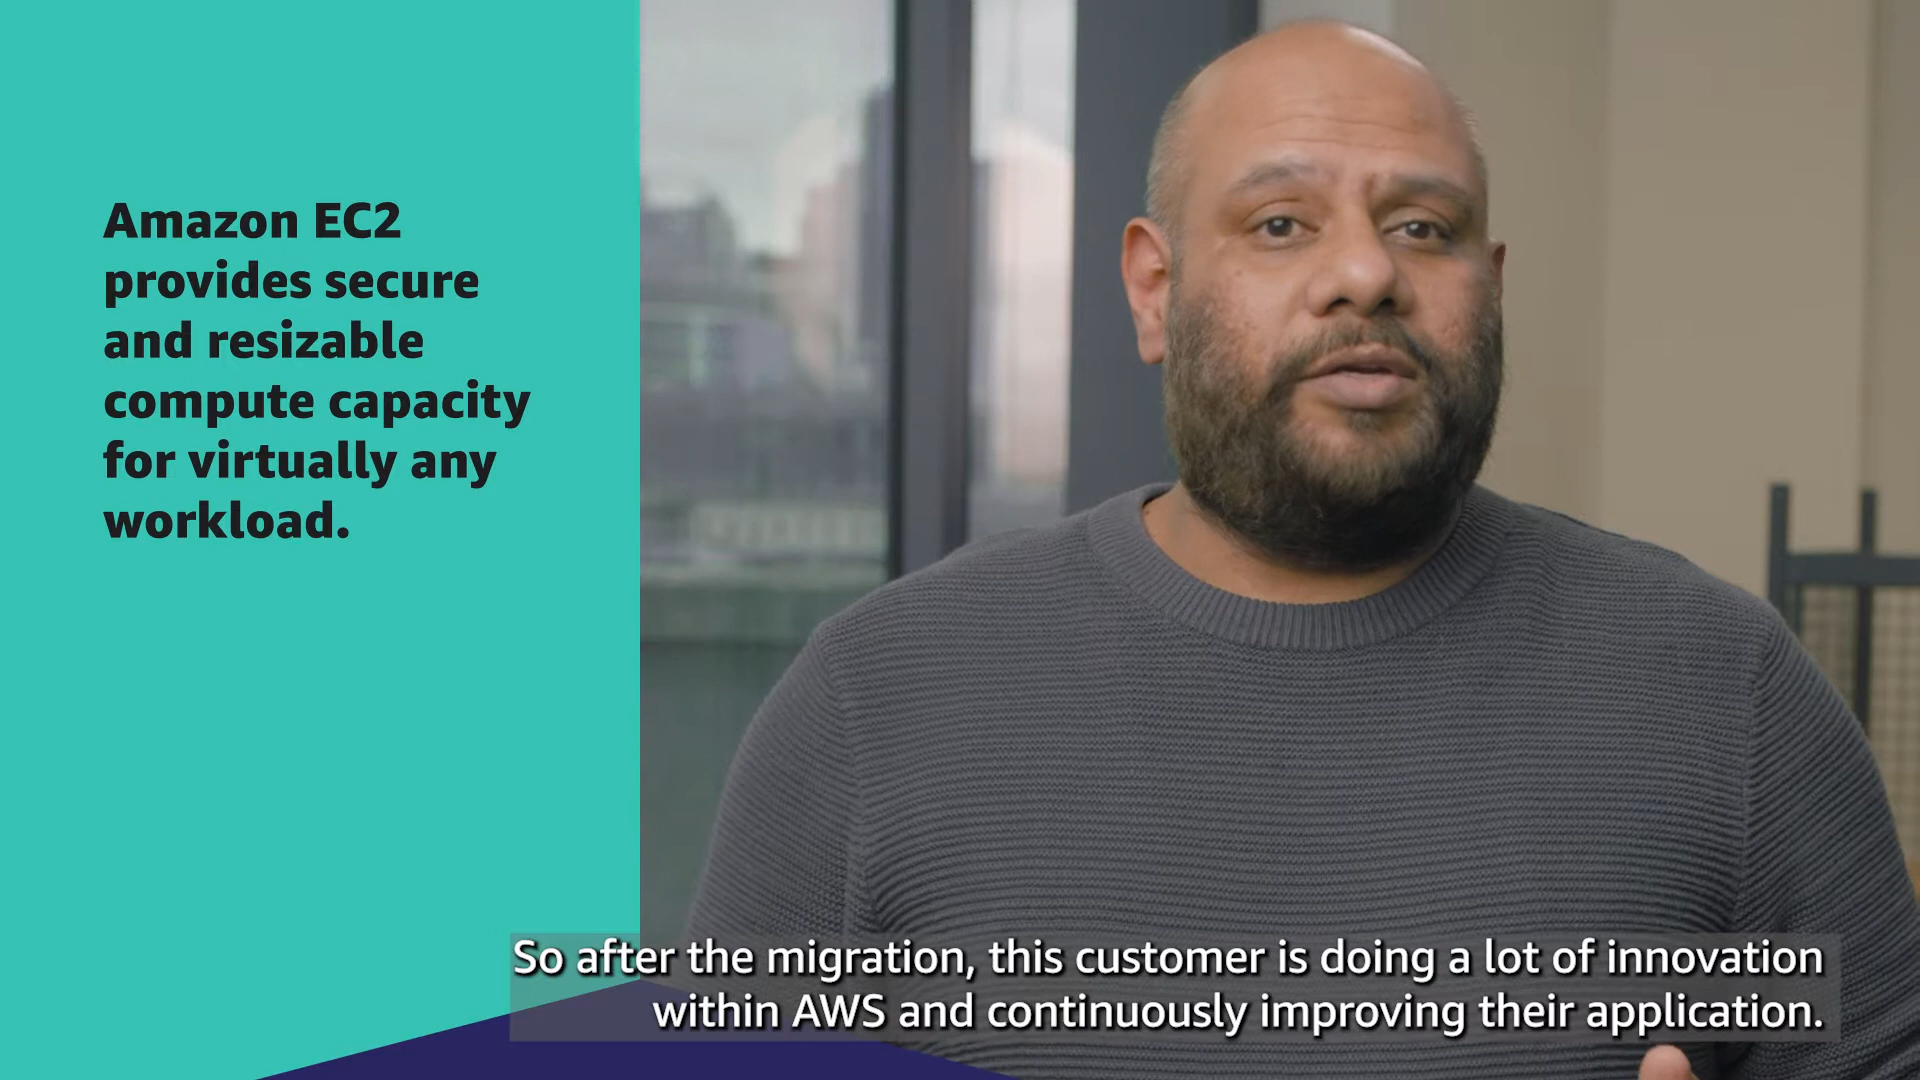 Amazon EC2
provides secure
and resizable
compute capacity
for virtually any
workload.
So after the migration, this customer is doing a lot of innovation
within AWS and continuously improving their application.